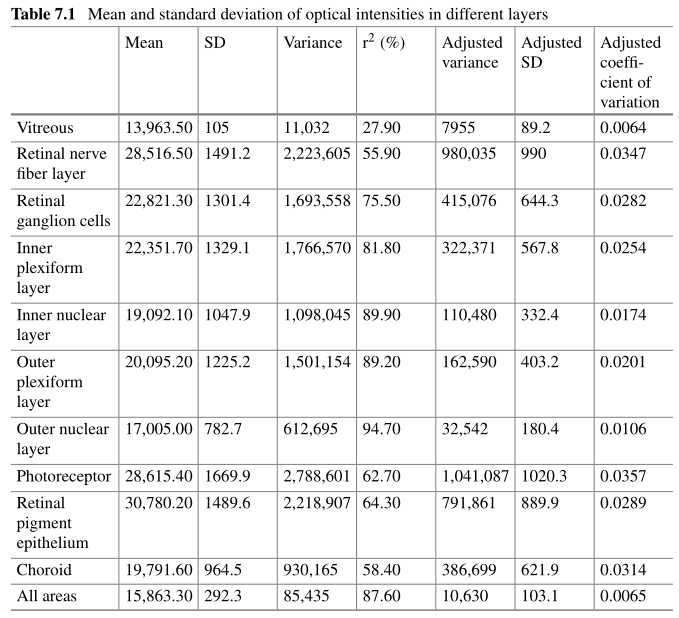 Table 7.1 Mean and standard deviation of optical intensities in different layers
Mean SD Variance r² (%) Adjusted variance Adjusted SD Adjusted coeffi-cient of variation
Vitreous 13,963.50 105 11,032 27.90 7955 89.2 0.0064
Retinal nerve fiber layer 28,516.50 1491.2 2,223,605 55.90 980,035 990 0.0347
Retinal ganglion cells 22,821.30 1301.4 1,693,558 75.50 415,076 644.3 0.0282
Inner plexiform layer 22,351.70 1329.1 1,766,570 81.80 322,371 567.8 0.0254
Inner nuclear layer 19,092.10 1047.9 1,098,045 89.90 110,480 332.4 0.0174
Outer plexiform layer 20,095.20 1225.2 1,501,154 89.20 162,590 403.2 0.0201
Outer nuclear layer 17,005.00 782.7 612,695 94.70 32,542 180.4 0.0106
Photoreceptor 28,615.40 1669.9 2,788,601 62.70 1,041,087 1020.3 0.0357
Retinal pigment epithelium 30,780.20 1489.6 2,218,907 64.30 791,861 889.9 0.0289
Choroid 19,791.60 964.5 930,165 58.40 386,699 621.9 0.0314
All areas 15,863.30 292.3 85,435 87.60 10,630 103.1 0.0065